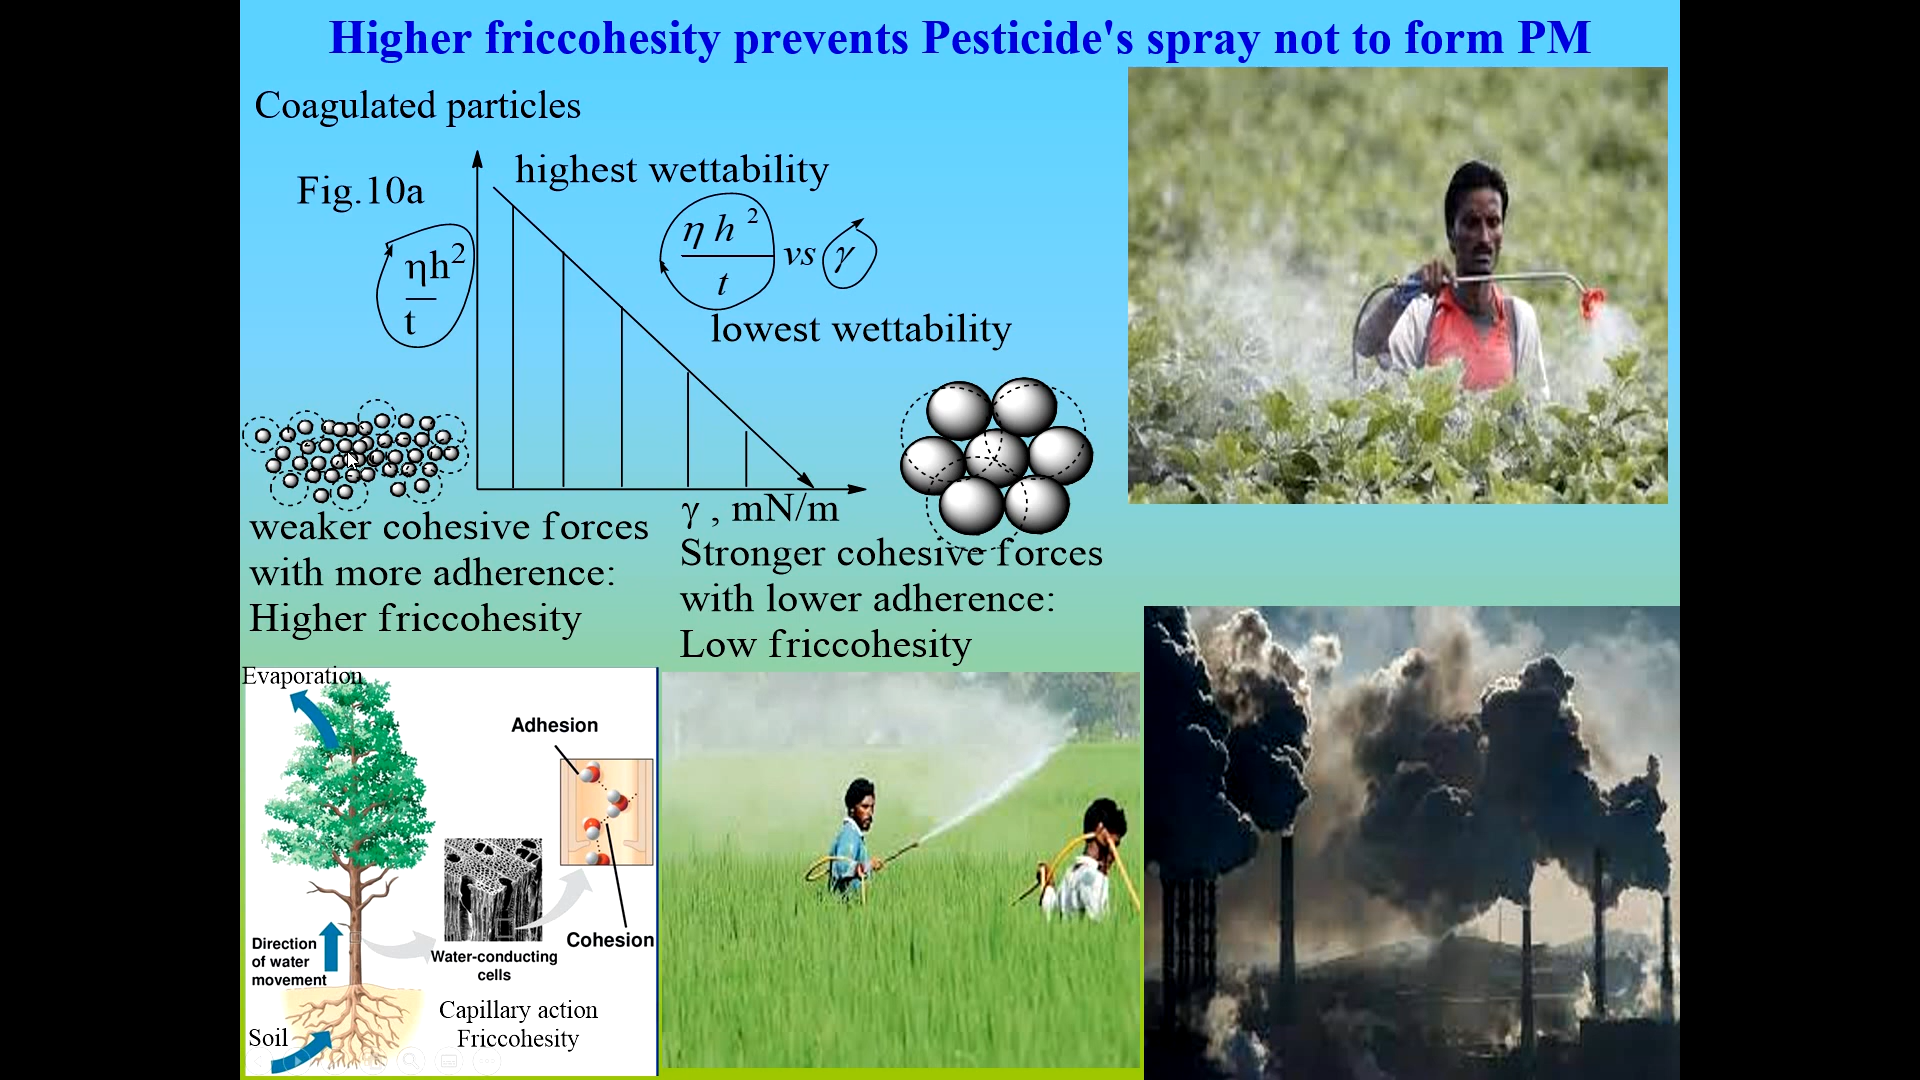 Higher friccohesity prevents Pesticide's spray not to form PM
Coagulated particles
Fig.10a
highest wettability
ηh²
t
η h ²
t
vs γ
lowest wettability
γ , mN/m
weaker cohesive forces
with more adherence:
Higher friccohesity
Stronger cohesive forces
with lower adherence:
Low friccohesity
Evaporation
Adhesion
Cohesion
Direction
of water
movement
Water-conducting
cells
Capillary action
Friccohesity
Soil